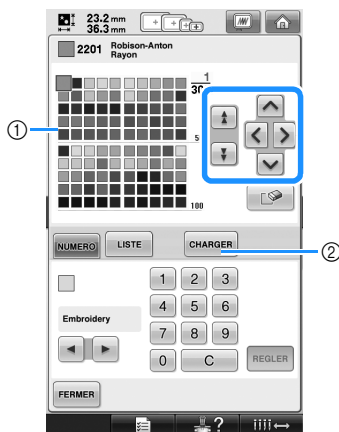 23.2 mm
36.3 mm
2201 Robison-Anton
Rayon
1
300
①
5
100
NUMERO LISTE CHARGER
②
1 2 3
Embroidery
4 5 6
7 8 9
0 C REGLER
FERMER
?